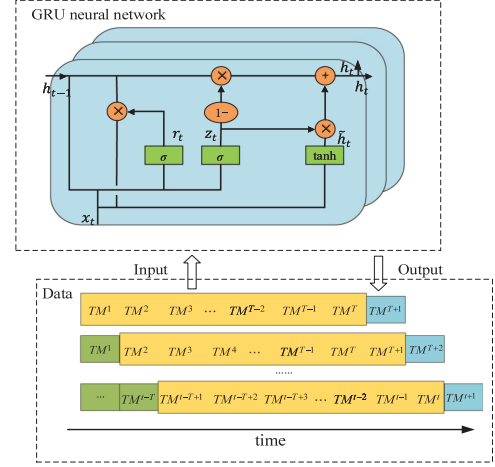 GRU neural network
h_{t-1} × + h_t h_t
× r_t z_t 1- × h̃_t
σ σ tanh
x_t
Input Output
Data
TM^1 TM^2 TM^3 ... TM^{T-2} TM^{T-1} TM^T TM^{T+1}
TM^1 TM^2 TM^3 TM^4 ... TM^{T-1} TM^T TM^{T+1} TM^{T+2}
......
... TM^{t-T} TM^{t-T+1} TM^{t-T+2} TM^{t-T+3} ... TM^{t-2} TM^{t-1} TM^t TM^{t+1}
time